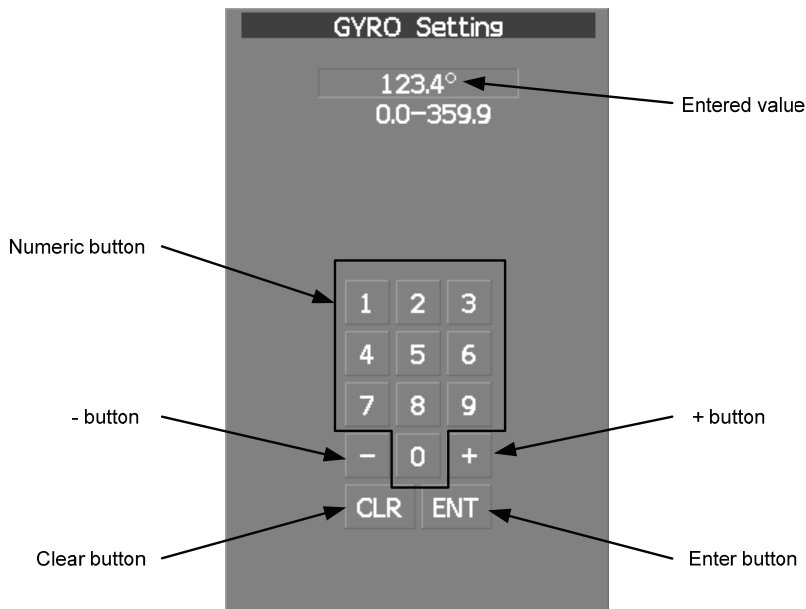 GYRO Setting
123.4°
Entered value
0.0-359.9
Numeric button
1 2 3
4 5 6
7 8 9
- button
+ button
- 0 +
CLR ENT
Clear button
Enter button